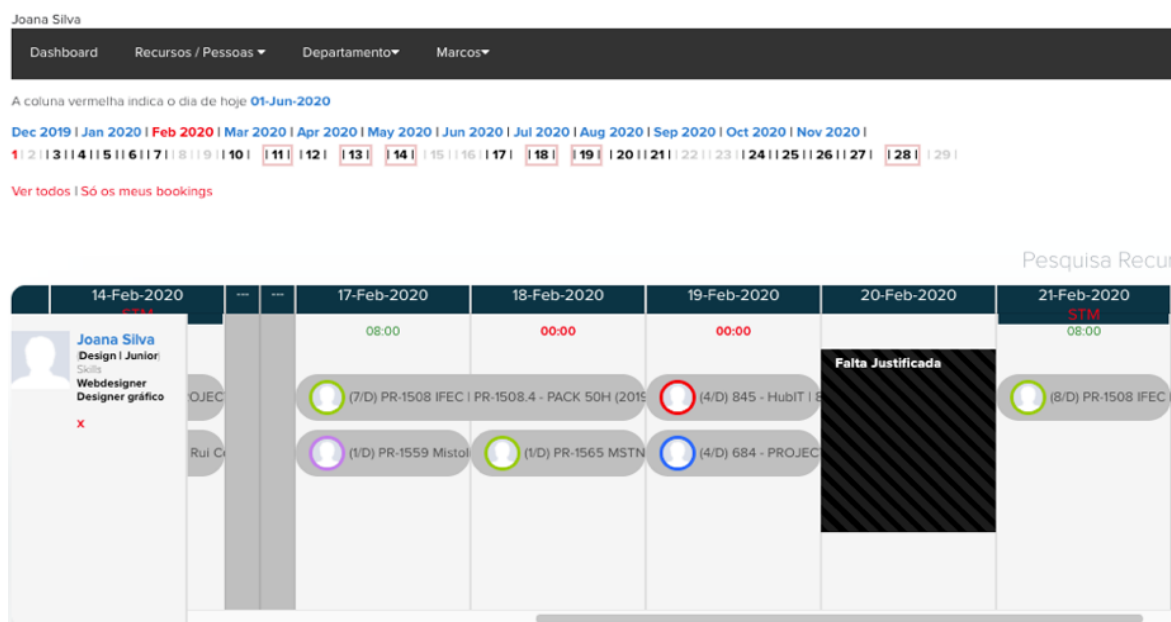 Joana Silva
Dashboard Recursos / Pessoas Departamento Marcos
A coluna vermelha indica o dia de hoje 01-Jun-2020
Dec 2019 | Jan 2020 | Feb 2020 | Mar 2020 | Apr 2020 | May 2020 | Jun 2020 | Jul 2020 | Aug 2020 | Sep 2020 | Oct 2020 | Nov 2020 |
1 | 2 | | 3 | | 4 | | 5 | | 6 | | 7 | | 8 | | 9 | | 10 | | 11 | | 12 | | 13 | | 14 | | 15 | | 16 | | 17 | | 18 | | 19 | | 20 | | 21 | | 22 | | 23 | | 24 | | 25 | | 26 | | 27 | | 28 | | 29 |
Ver todos | Só os meus bookings
Pesquisa Recur
14-Feb-2020 --- --- 17-Feb-2020 18-Feb-2020 19-Feb-2020 20-Feb-2020 21-Feb-2020
STM STM
08:00 00:00 00:00 08:00
Joana Silva
|Design | Junior|
Skills
Webdesigner
Designer gráfico
x
Falta Justificada
OJEC (7/D) PR-1508 IFEC | PR-1508.4 - PACK 50H (2019 (4/D) 845 - HubIT | 8 (8/D) PR-1508 IFEC
Rui (1/D) PR-1559 Mistol (1/D) PR-1565 MSTN (4/D) 684 - PROJEC